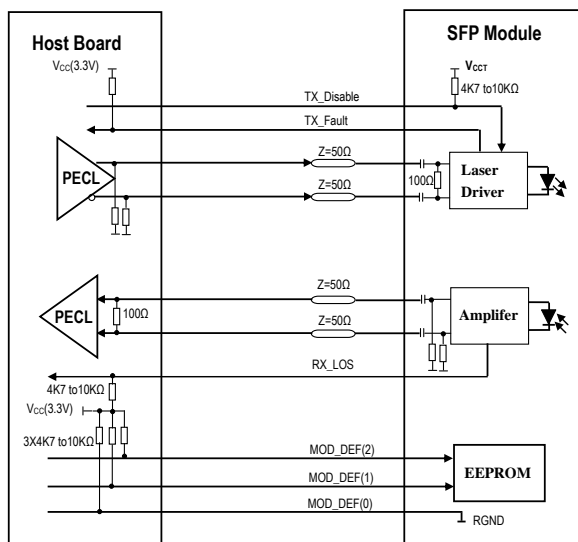 Host Board
SFP Module
VCC(3.3V)
VCCT
4K7 to10KΩ
TX_Disable
TX_Fault
Z=50Ω
PECL
100Ω
Laser
Driver
Z=50Ω
Z=50Ω
PECL
100Ω
Amplifer
Z=50Ω
RX_LOS
4K7 to10KΩ
VCC(3.3V)
3X4K7 to10KΩ
MOD_DEF(2)
MOD_DEF(1)
EEPROM
MOD_DEF(0)
RGND